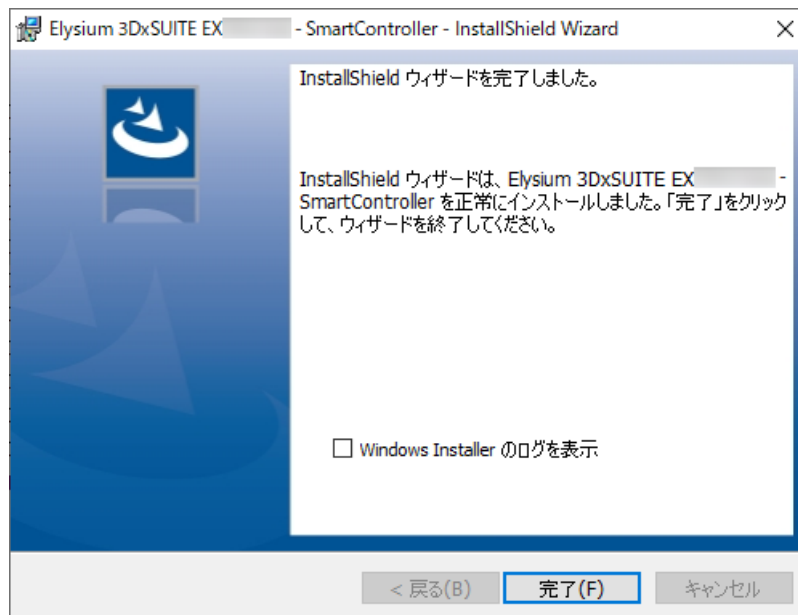 Elysium 3DxSUITE EX - SmartController - InstallShield Wizard
InstallShield ウィザードを完了しました。
InstallShield ウィザードは、Elysium 3DxSUITE EX -
SmartController を正常にインストールしました。「完了」をクリック
して、ウィザードを終了してください。
Windows Installer のログを表示
< 戻る(B)
完了(F)
キャンセル